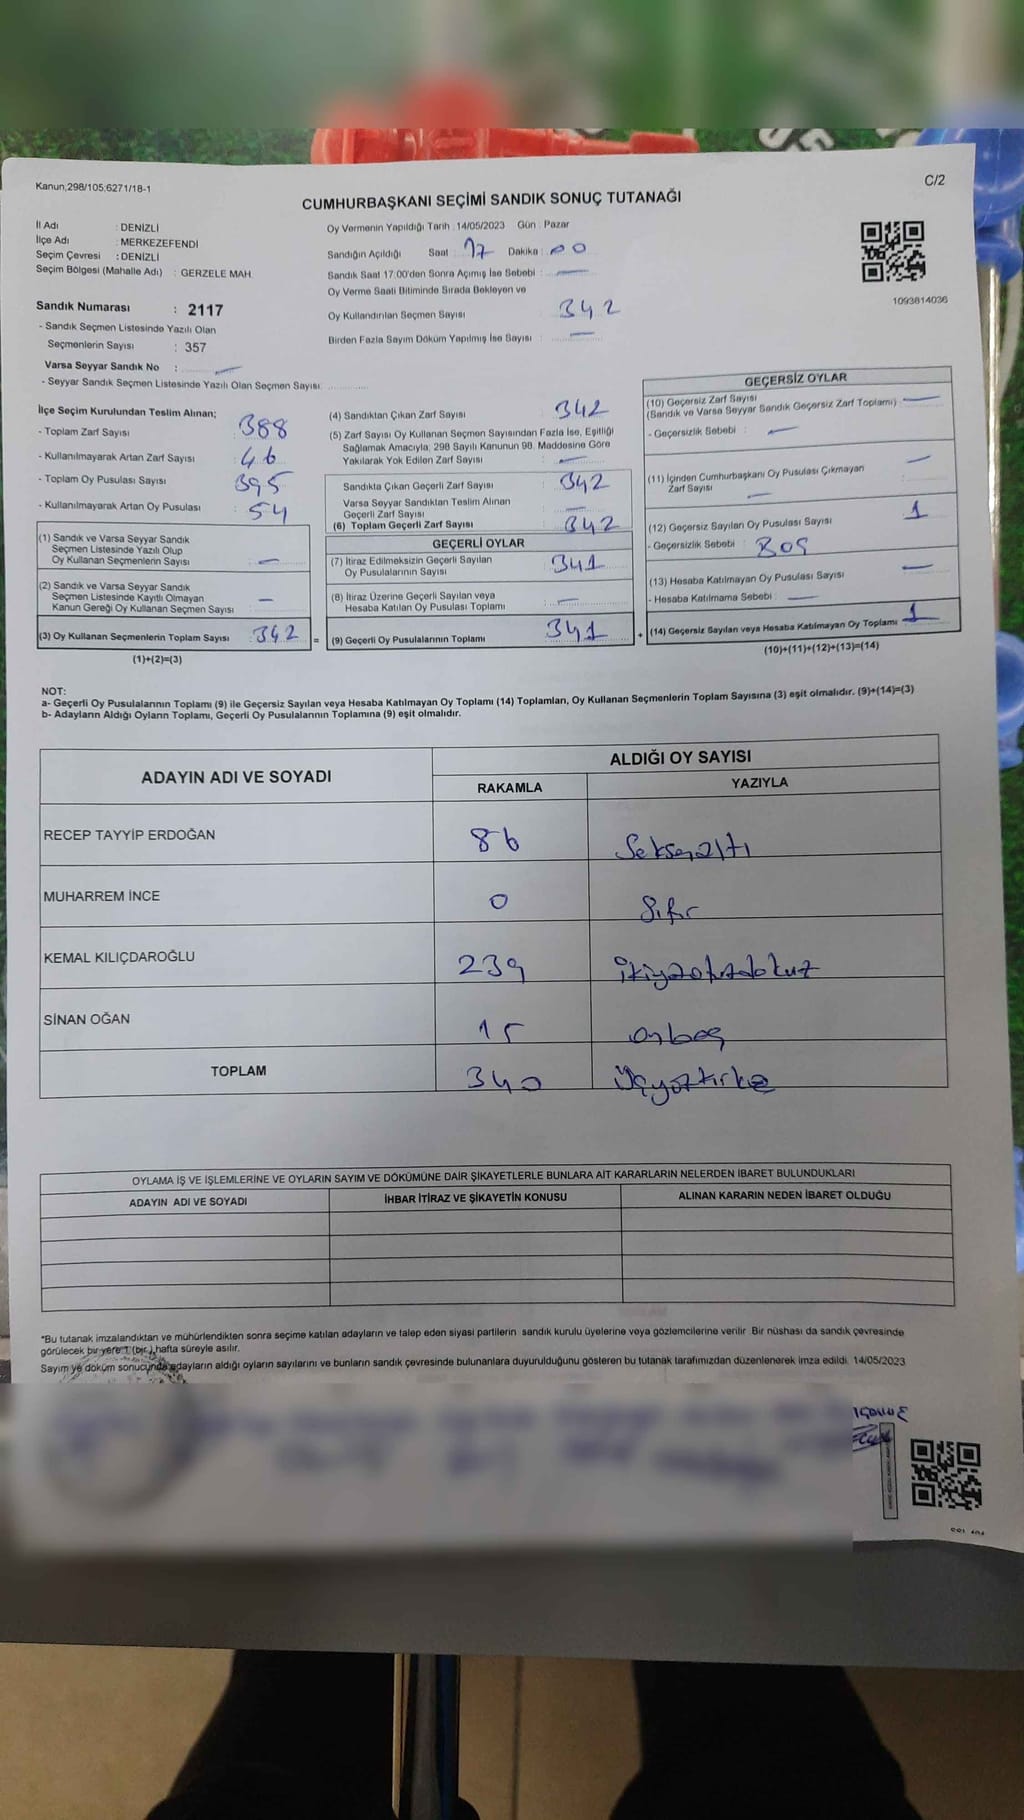 Kanun,298/105;6271/18-1
C/2
CUMHURBAŞKANI SEÇİMİ SANDIK SONUÇ TUTANAĞI
İl Adı : DENİZLİ
İlçe Adı : MERKEZEFENDİ
Seçim Çevresi : DENİZLİ
Seçim Bölgesi (Mahalle Adı) : GERZELE MAH.
Sandık Numarası : 2117
- Sandık Seçmen Listesinde Yazılı Olan
Seçmenlerin Sayısı : 357
Varsa Seyyar Sandık No : —
- Seyyar Sandık Seçmen Listesinde Yazılı Olan Seçmen Sayısı:
Oy Vermenin Yapıldığı Tarih : 14/05/2023 Gün : Pazar
Sandığın Açıldığı Saat 17 Dakika : 00
Sandık Saat 17.00'den Sonra Açımış İse Sebebi : —
Oy Verme Saati Bitiminde Sırada Bekleyen ve
Oy Kullandırılan Seçmen Sayısı 342
Birden Fazla Sayım Döküm Yapılmış İse Sayısı : —
1093814036
İlçe Seçim Kurulundan Teslim Alınan;
- Toplam Zarf Sayısı : 388
- Kullanılmayarak Artan Zarf Sayısı : 46
- Toplam Oy Pusulası Sayısı : 395
- Kullanılmayarak Artan Oy Pusulası : 54
(1) Sandık ve Varsa Seyyar Sandık
Seçmen Listesinde Yazılı Olup
Oy Kullanan Seçmenlerin Sayısı : —
(2) Sandık ve Varsa Seyyar Sandık
Seçmen Listesinde Kayıtlı Olmayan
Kanun Gereği Oy Kullanan Seçmen Sayısı : —
(3) Oy Kullanan Seçmenlerin Toplam Sayısı : 342 =
(1)+(2)=(3)
(4) Sandıktan Çıkan Zarf Sayısı 342
(5) Zarf Sayısı Oy Kullanan Seçmen Sayısından Fazla İse, Eşitliği
Sağlamak Amacıyla; 298 Sayılı Kanunun 98. Maddesine Göre
Yakılarak Yok Edilen Zarf Sayısı : —
Sandıkta Çıkan Geçerli Zarf Sayısı : 342
Varsa Seyyar Sandıktan Teslim Alınan
Geçerli Zarf Sayısı : —
(6) Toplam Geçerli Zarf Sayısı : 342
GEÇERLİ OYLAR
(7) İtiraz Edilmeksizin Geçerli Sayılan
Oy Pusulalarının Sayısı : 341
(8) İtiraz Üzerine Geçerli Sayılan veya
Hesaba Katılan Oy Pusulası Toplamı : —
(9) Geçerli Oy Pusulalarının Toplamı 341 +
GEÇERSİZ OYLAR
(10) Geçersiz Zarf Sayısı
(Sandık ve Varsa Seyyar Sandık Geçersiz Zarf Toplamı) —
- Geçersizlik Sebebi : —
(11) İçinden Cumhurbaşkanı Oy Pusulası Çıkmayan —
Zarf Sayısı —
(12) Geçersiz Sayılan Oy Pusulası Sayısı 1
- Geçersizlik Sebebi : BOŞ
(13) Hesaba Katılmayan Oy Pusulası Sayısı —
- Hesaba Katılmama Sebebi : —
(14) Geçersiz Sayılan veya Hesaba Katılmayan Oy Toplamı 1
(10)+(11)+(12)+(13)=(14)
NOT:
a- Geçerli Oy Pusulalarının Toplamı (9) ile Geçersiz Sayılan veya Hesaba Katılmayan Oy Toplamı (14) Toplamları, Oy Kullanan Seçmenlerin Toplam Sayısına (3) eşit olmalıdır. (9)+(14)=(3)
b- Adayların Aldığı Oyların Toplamı, Geçerli Oy Pusulalarının Toplamına (9) eşit olmalıdır.
ADAYIN ADI VE SOYADI ALDIĞI OY SAYISI
RAKAMLA YAZIYLA
RECEP TAYYİP ERDOĞAN 86 Seksenaltı
MUHARREM İNCE 0 Sıfır
KEMAL KILIÇDAROĞLU 239 İkiyüzotuzdokuz
SİNAN OĞAN 15 onbeş
TOPLAM 340 Üçyüzkırk
OYLAMA İŞ VE İŞLEMLERİNE VE OYLARIN SAYIM VE DÖKÜMÜNE DAİR ŞİKAYETLERLE BUNLARA AİT KARARLARIN NELERDEN İBARET BULUNDUKLARI
ADAYIN ADI VE SOYADI İHBAR İTİRAZ VE ŞİKAYETİN KONUSU ALINAN KARARIN NEDEN İBARET OLDUĞU
*Bu tutanak imzalandıktan ve mühürlendikten sonra seçime katılan adayların ve talep eden siyasi partilerin sandık kurulu üyelerine veya gözlemcilerine verilir. Bir nüshası da sandık çevresinde
görülecek bir yere 1 (bir) hafta süreyle asılır.
Sayım ve döküm sonucunda adayların aldığı oyların sayılarını ve bunların sandık çevresinde bulunanlara duyurulduğunu gösteren bu tutanak tarafımızdan düzenlenerek imza edildi. 14/05/2023